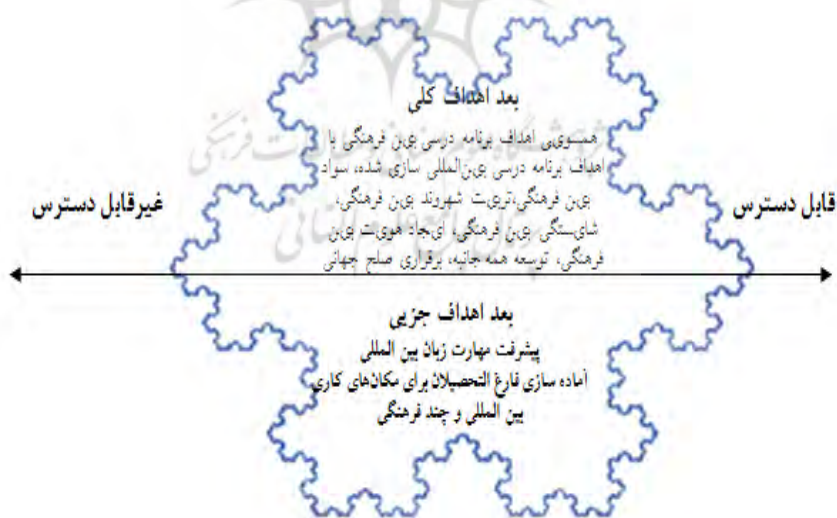 بعد اهداف کلی
همسویی اهداف برنامه درسی بین فرهنگی با
اهداف برنامه درسی بین‌المللی سازی شده، سواد
بین فرهنگی،تربیت شهروند بین فرهنگی،
شایستگی بین فرهنگی، ایجاد هویت بین
فرهنگی، توسعه همه جانبه، برقراری صلح جهانی
قابل دسترس
غیرقابل دسترس
بعد اهداف جزیی
پیشرفت مهارت زبان بین المللی
آماده سازی فارغ التحصیلان برای مکان‌های کاری
بین المللی و چند فرهنگی